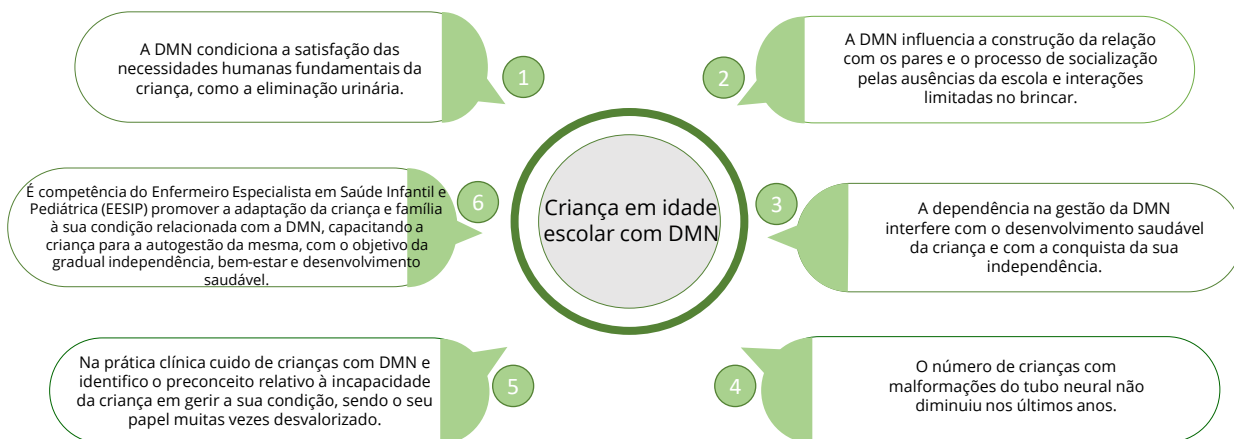 A DMN condiciona a satisfação das
necessidades humanas fundamentais da
criança, como a eliminação urinária.
1
2
A DMN influencia a construção da relação
com os pares e o processo de socialização
pelas ausências da escola e interações
limitadas no brincar.
Criança em idade
escolar com DMN
3
A dependência na gestão da DMN
interfere com o desenvolvimento saudável
da criança e com a conquista da sua
independência.
4
O número de crianças com
malformações do tubo neural não
diminuiu nos últimos anos.
5
Na prática clínica cuido de crianças com DMN e
identifico o preconceito relativo à incapacidade
da criança em gerir a sua condição, sendo o seu
papel muitas vezes desvalorizado.
6
É competência do Enfermeiro Especialista em Saúde Infantil e
Pediátrica (EESIP) promover a adaptação da criança e família
à sua condição relacionada com a DMN, capacitando a
criança para a autogestão da mesma, com o objetivo da
gradual independência, bem-estar e desenvolvimento
saudável.